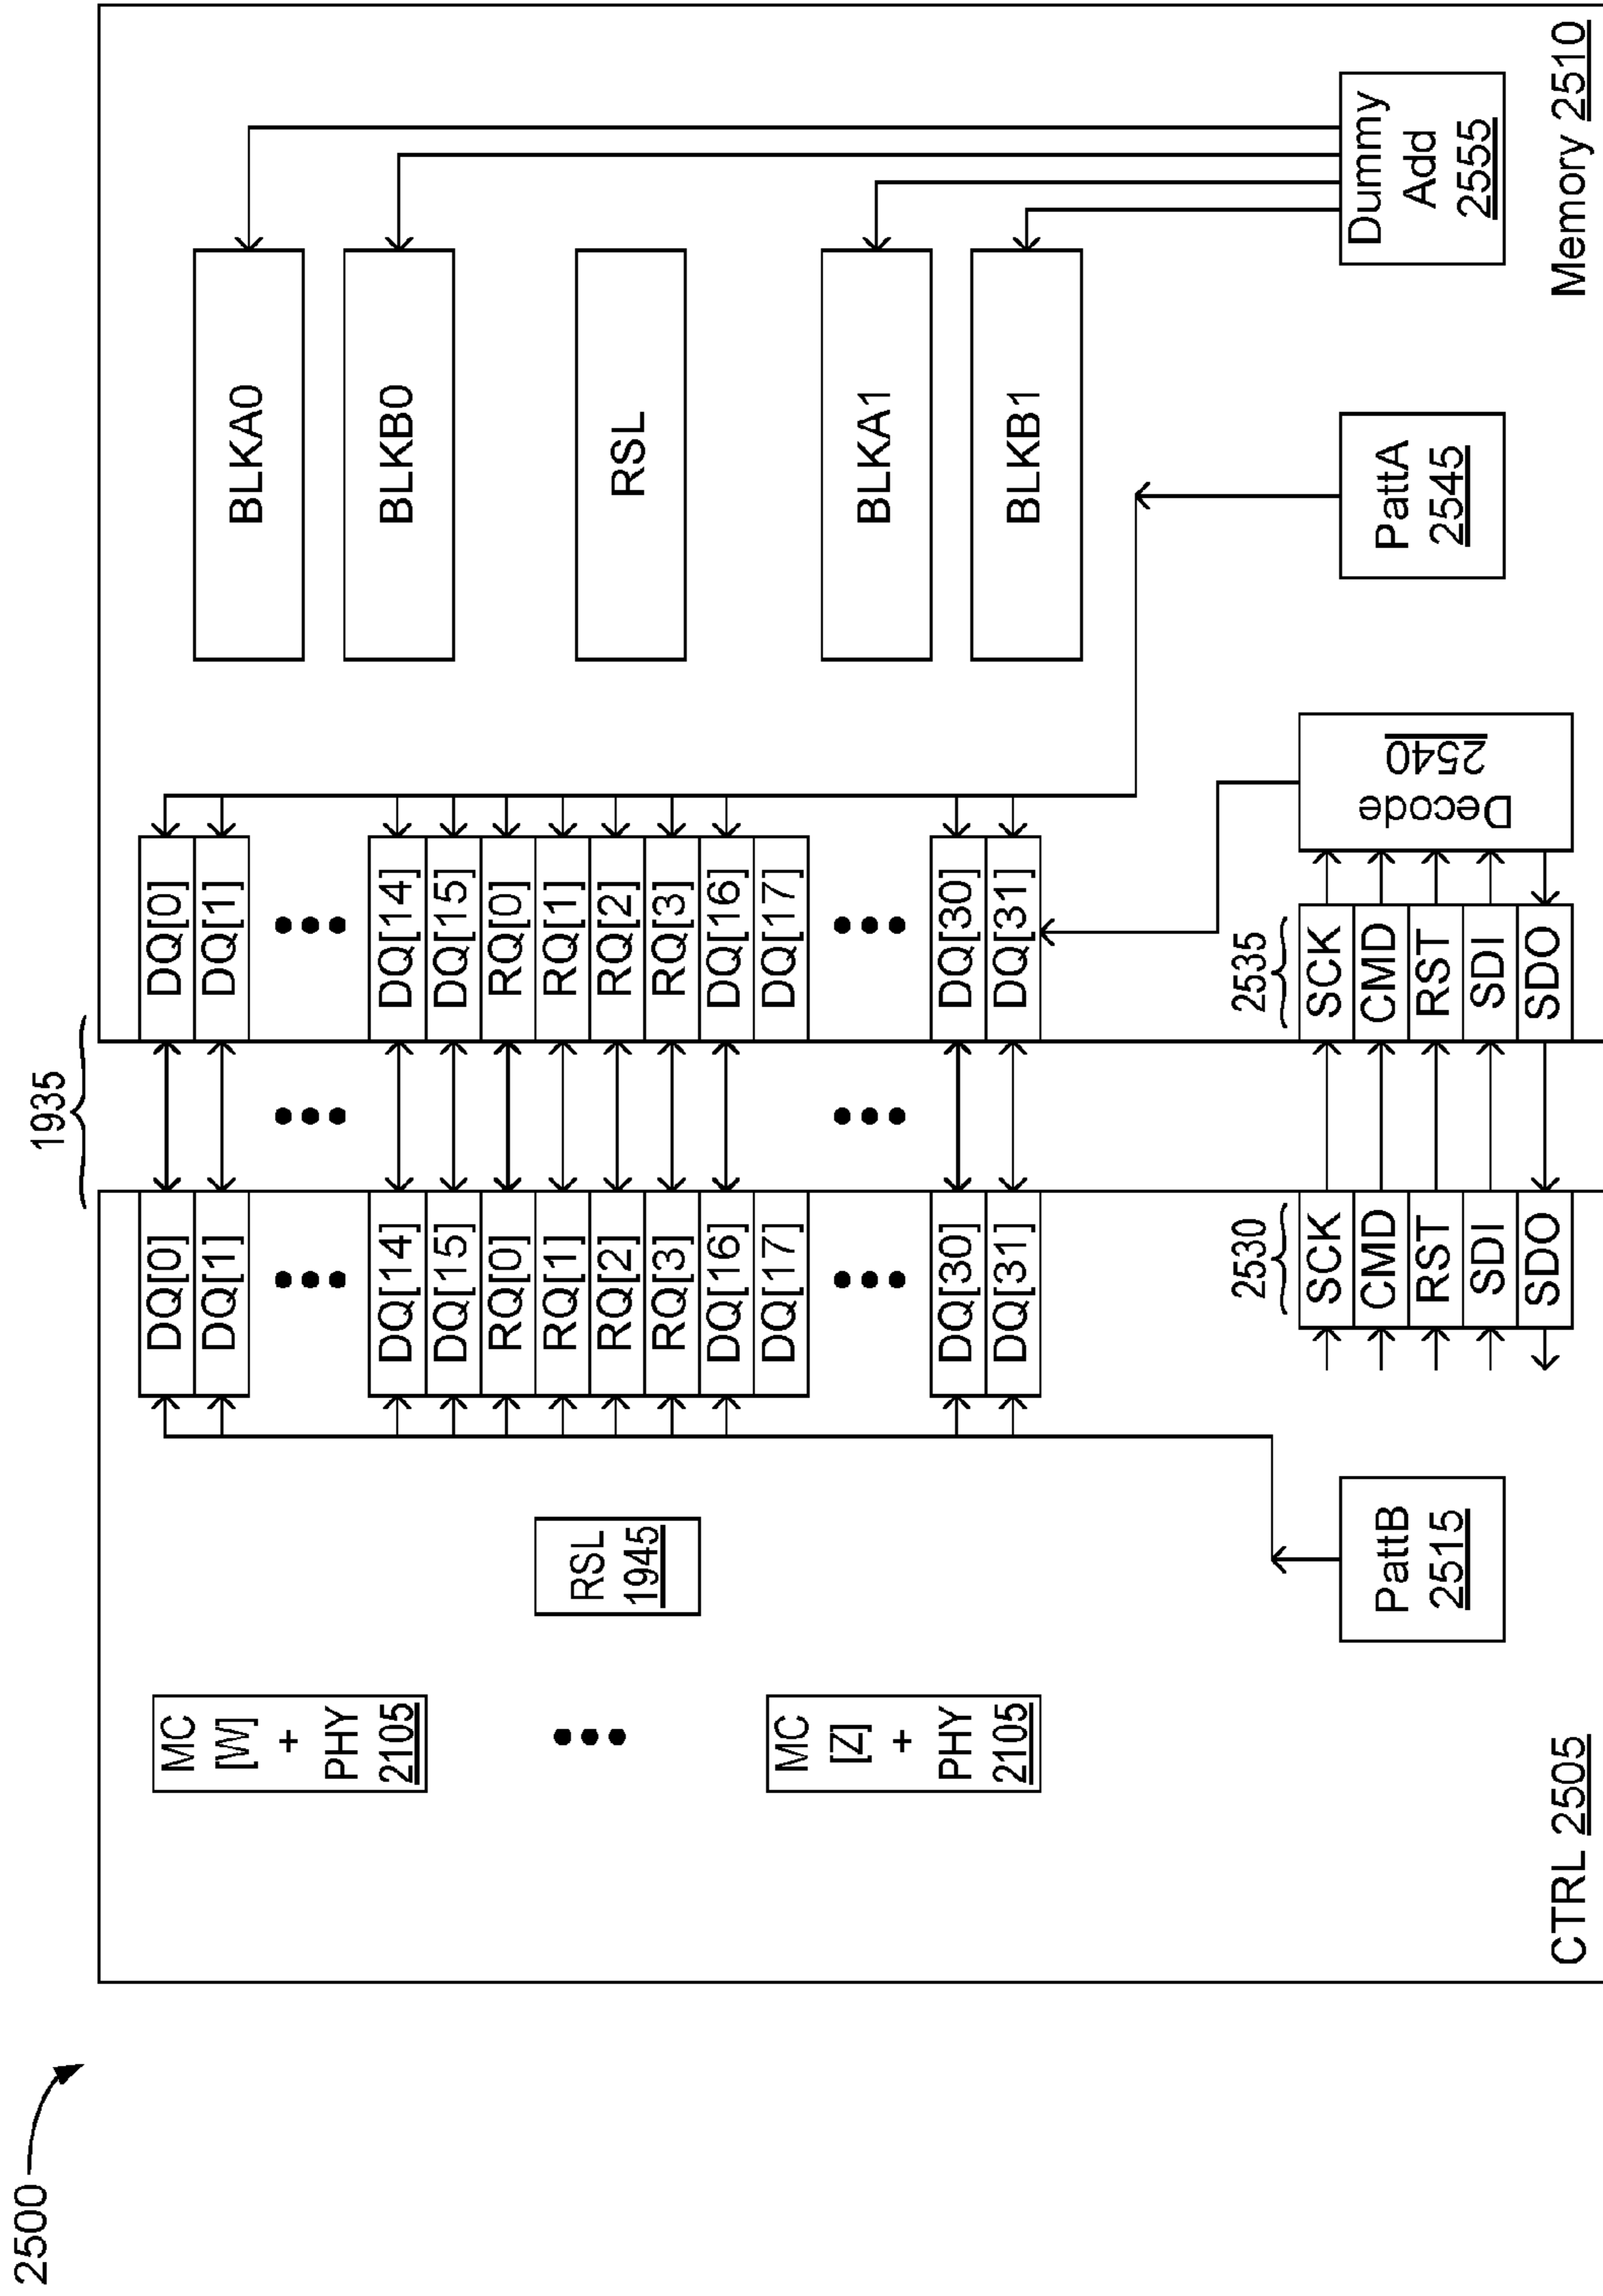 2500
1935
CTRL 2505
MC
[W]
+
PHY
2105
MC
[Z]
+
PHY
2105
RSL
1945
PattB
2515
DQ[0]
DQ[1]
DQ[14]
DQ[15]
RQ[0]
RQ[1]
RQ[2]
RQ[3]
DQ[16]
DQ[17]
DQ[30]
DQ[31]
2530
SCK
CMD
RST
SDI
SDO
DQ[0]
DQ[1]
DQ[14]
DQ[15]
RQ[0]
RQ[1]
RQ[2]
RQ[3]
DQ[16]
DQ[17]
DQ[30]
DQ[31]
2535
SCK
CMD
RST
SDI
SDO
Decode
2540
BLKA0
BLKB0
RSL
BLKA1
BLKB1
PattA
2545
Dummy
Add
2555
Memory 2510